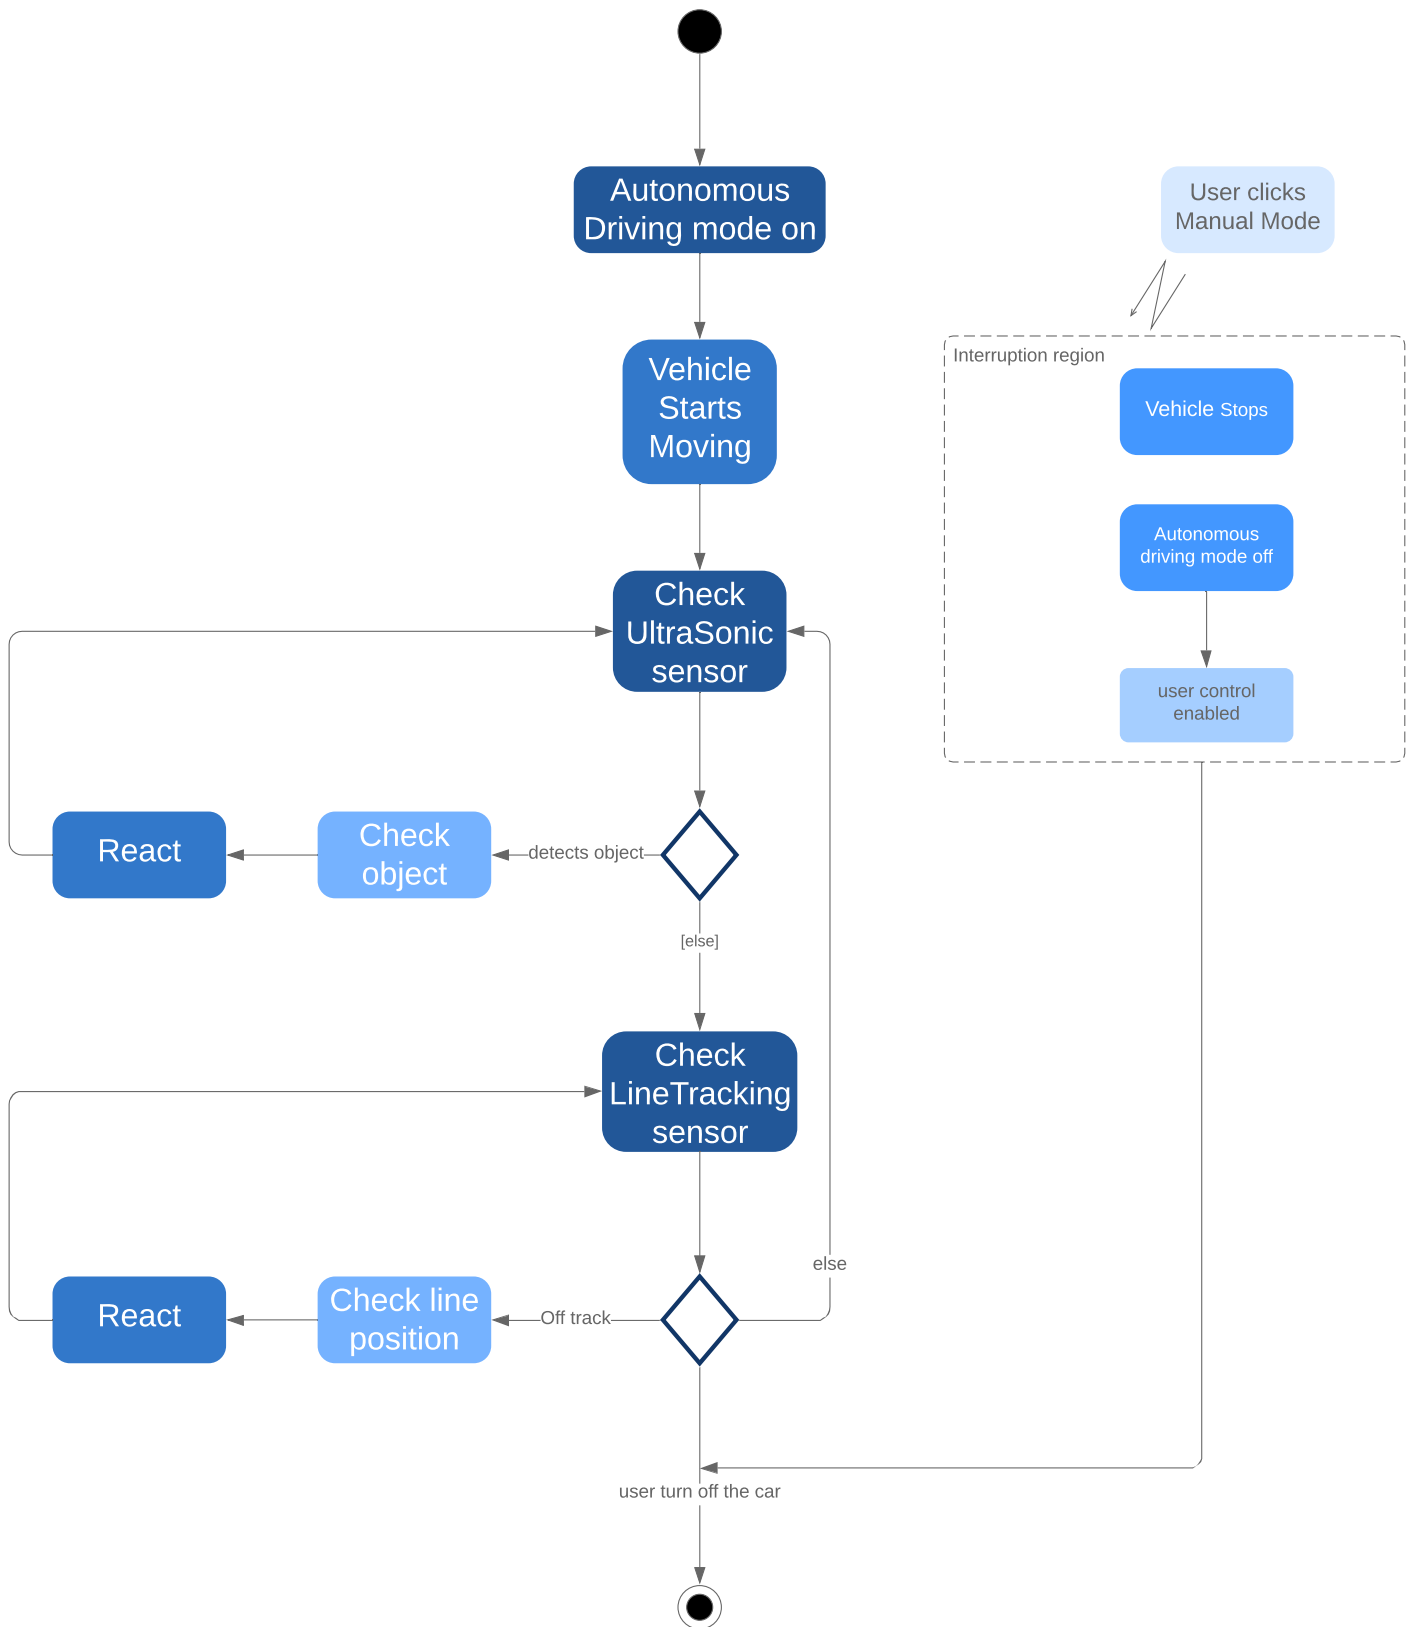 Autonomous
Driving mode on
User clicks
Manual Mode
Vehicle
Starts
Moving
Interruption region
Vehicle Stops
Autonomous
driving mode off
user control
enabled
Check
UltraSonic
sensor
React
Check
object
detects object
[else]
Check
LineTracking
sensor
else
React
Check line
position
Off track
user turn off the car